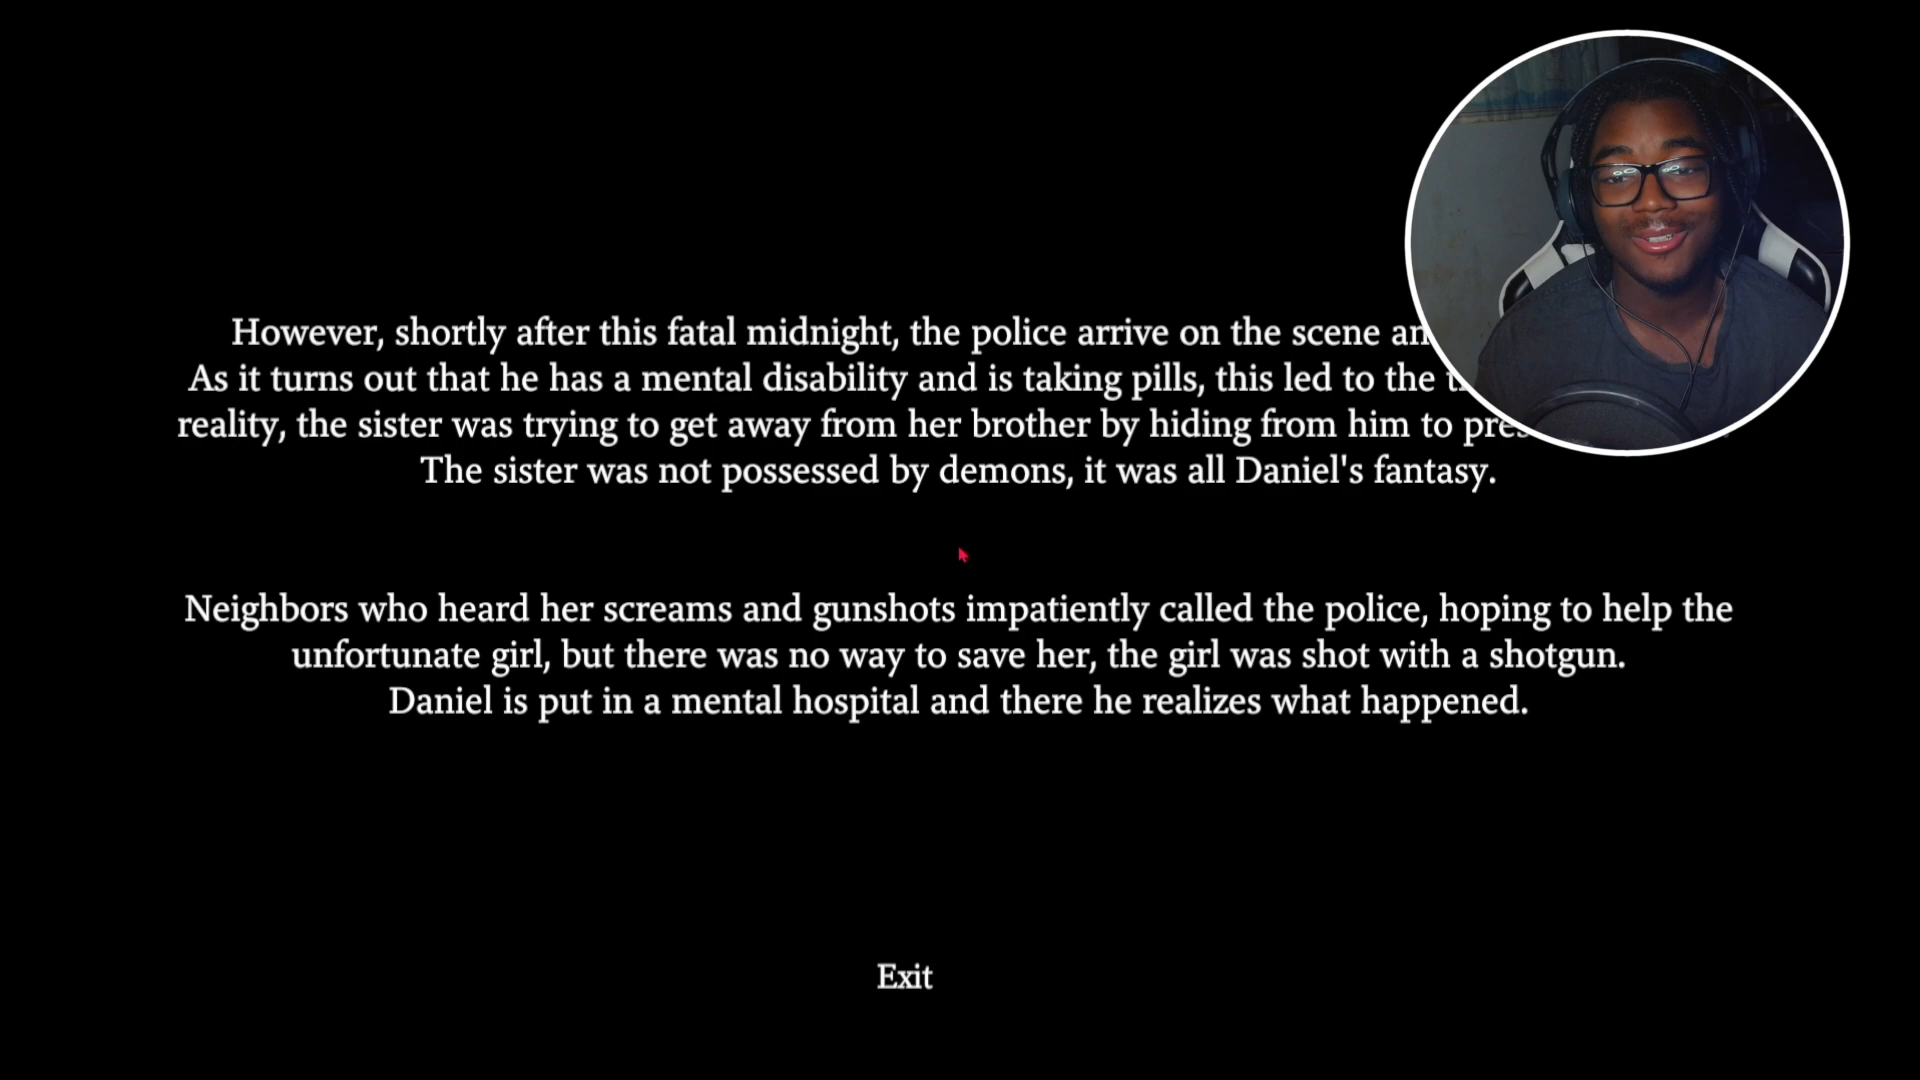 However, shortly after this fatal midnight, the police arrive on the scene
As it turns out that he has a mental disability and is taking pills, this led to the
reality, the sister was trying to get away from her brother by hiding from him to
The sister was not possessed by demons, it was all Daniel's fantasy.
Neighbors who heard her screams and gunshots impatiently called the police, hoping to help the
unfortunate girl, but there was no way to save her, the girl was shot with a shotgun.
Daniel is put in a mental hospital and there he realizes what happened.
Exit